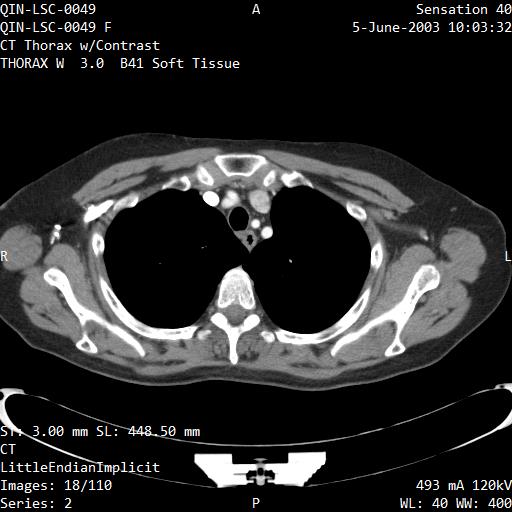 QIN-LSC-0049
A
Sensation 40
QIN-LSC-0049 F
5-June-2003 10:03:32
CT Thorax w/Contrast
THORAX W  3.0  B41 Soft Tissue
R
L
ST: 3.00 mm SL: 448.50 mm
CT
LittleEndianImplicit
Images: 18/110
493 mA 120kV
Series: 2
P
WL: 40 WW: 400